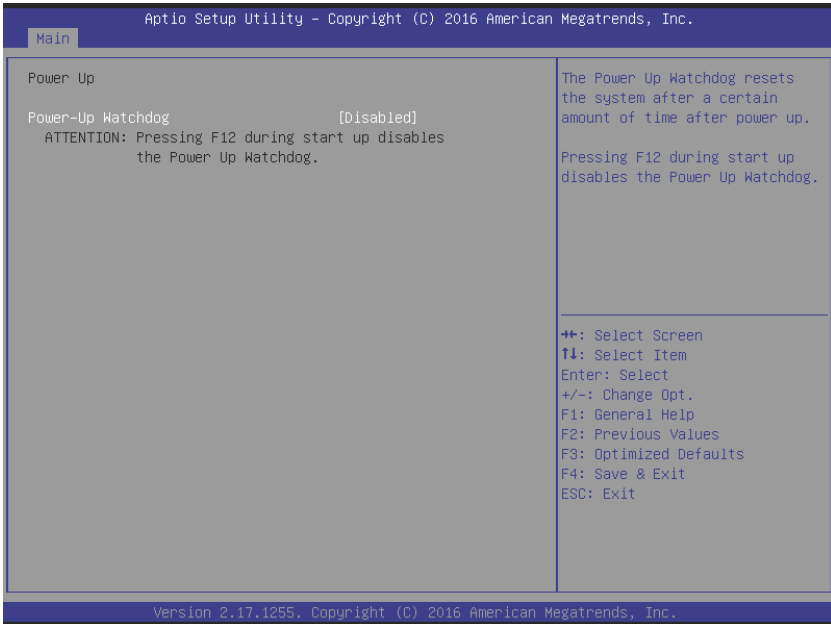 Aptio Setup Utility – Copyright (C) 2016 American Megatrends, Inc.
Main
Power Up
Power-Up Watchdog [Disabled]
ATTENTION: Pressing F12 during start up disables
the Power Up Watchdog.
The Power Up Watchdog resets
the system after a certain
amount of time after power up.
Pressing F12 during start up
disables the Power Up Watchdog.
→←: Select Screen
↑↓: Select Item
Enter: Select
+/-: Change Opt.
F1: General Help
F2: Previous Values
F3: Optimized Defaults
F4: Save & Exit
ESC: Exit
Version 2.17.1255. Copyright (C) 2016 American Megatrends, Inc.